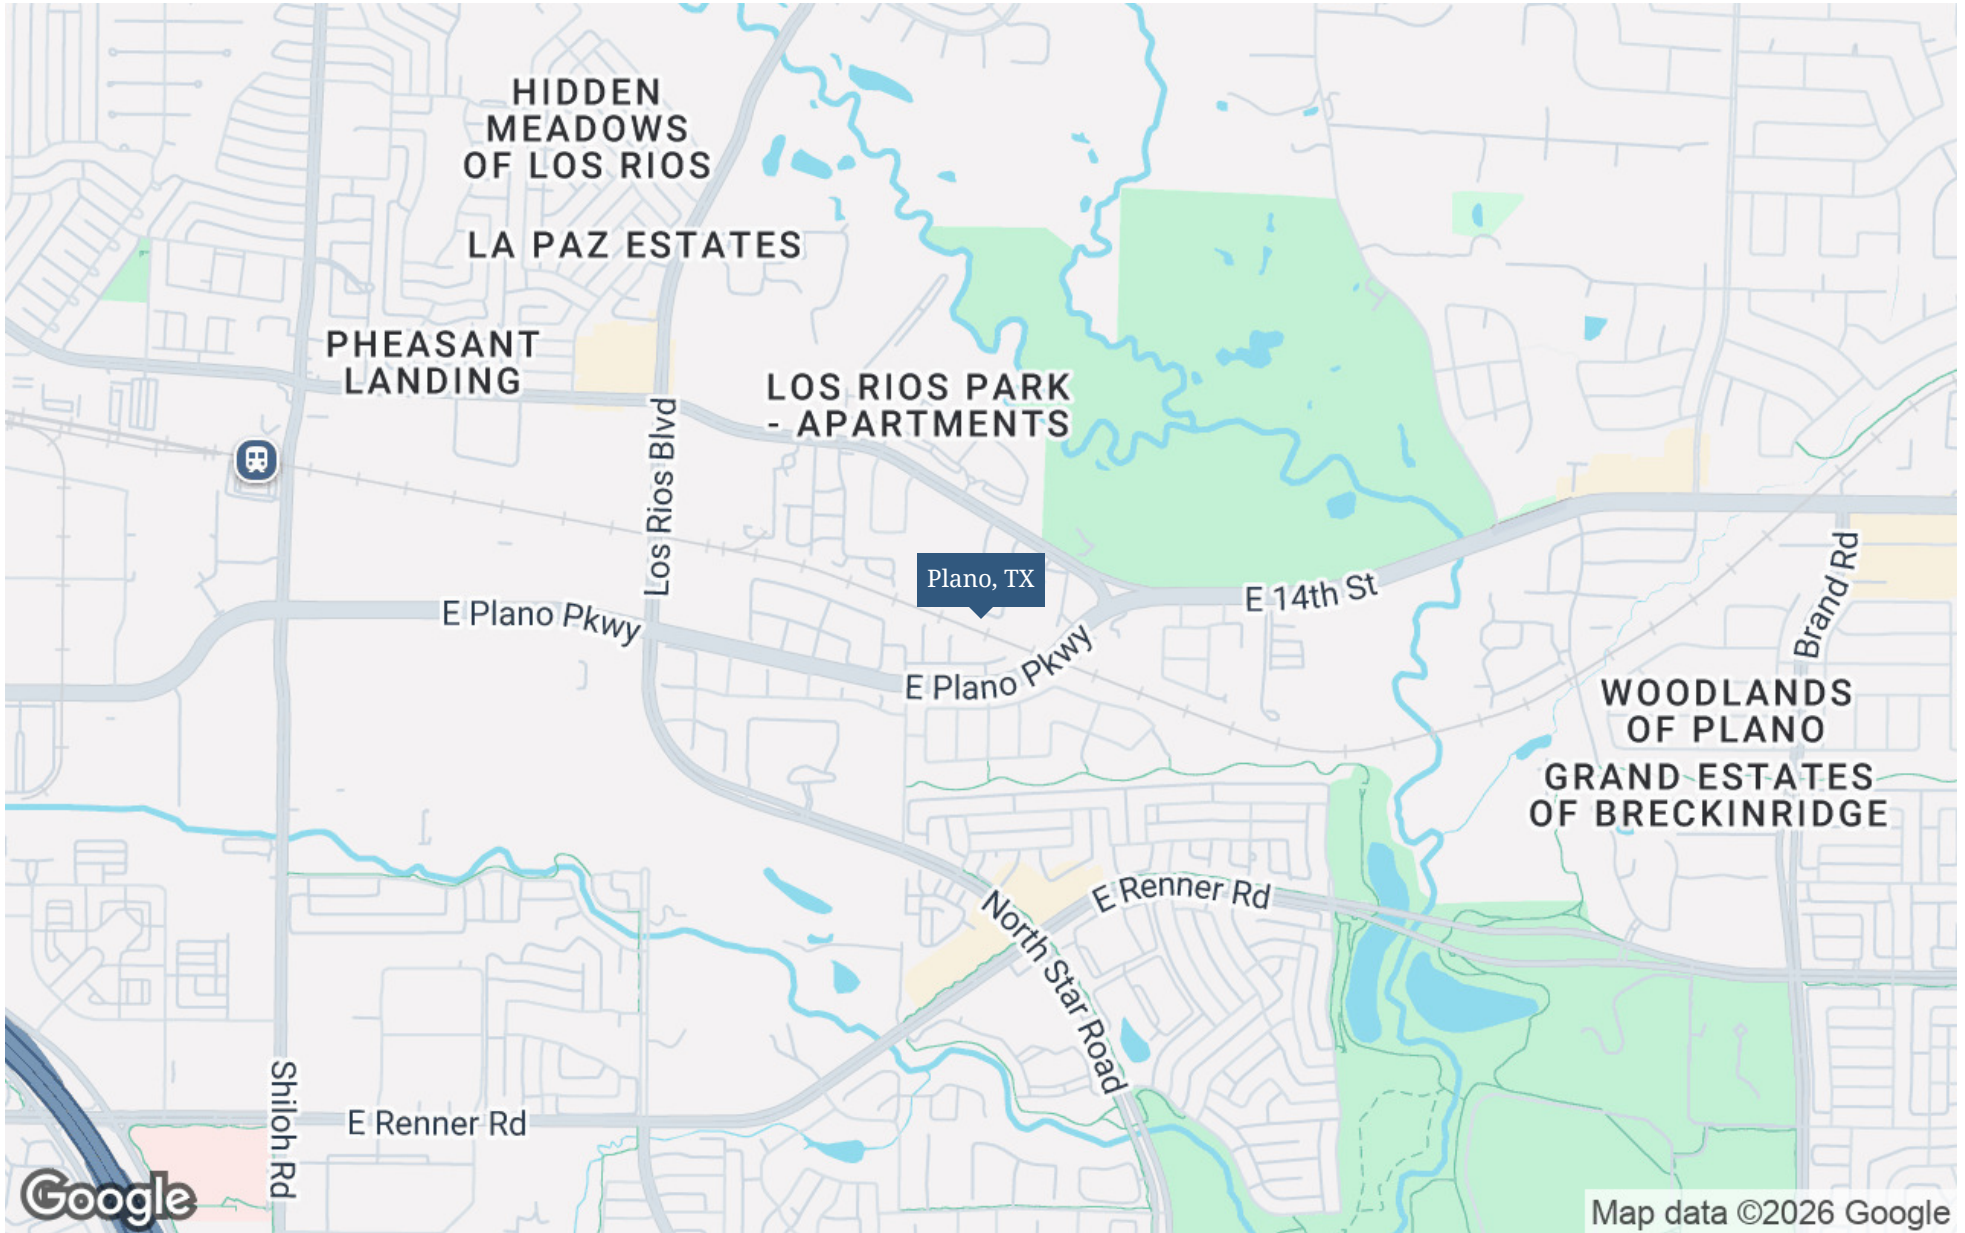 HIDDEN
MEADOWS
OF LOS RIOS
LA PAZ ESTATES
PHEASANT
LANDING
LOS RIOS PARK
- APARTMENTS
Los Rios Blvd
Plano, TX
E Plano Pkwy
E 14th St
Brand Rd
E Plano Pkwy
WOODLANDS
OF PLANO
GRAND ESTATES
OF BRECKINRIDGE
E Renner Rd
North Star Road
Shiloh Rd
E Renner Rd
Google
Map data ©2026 Google